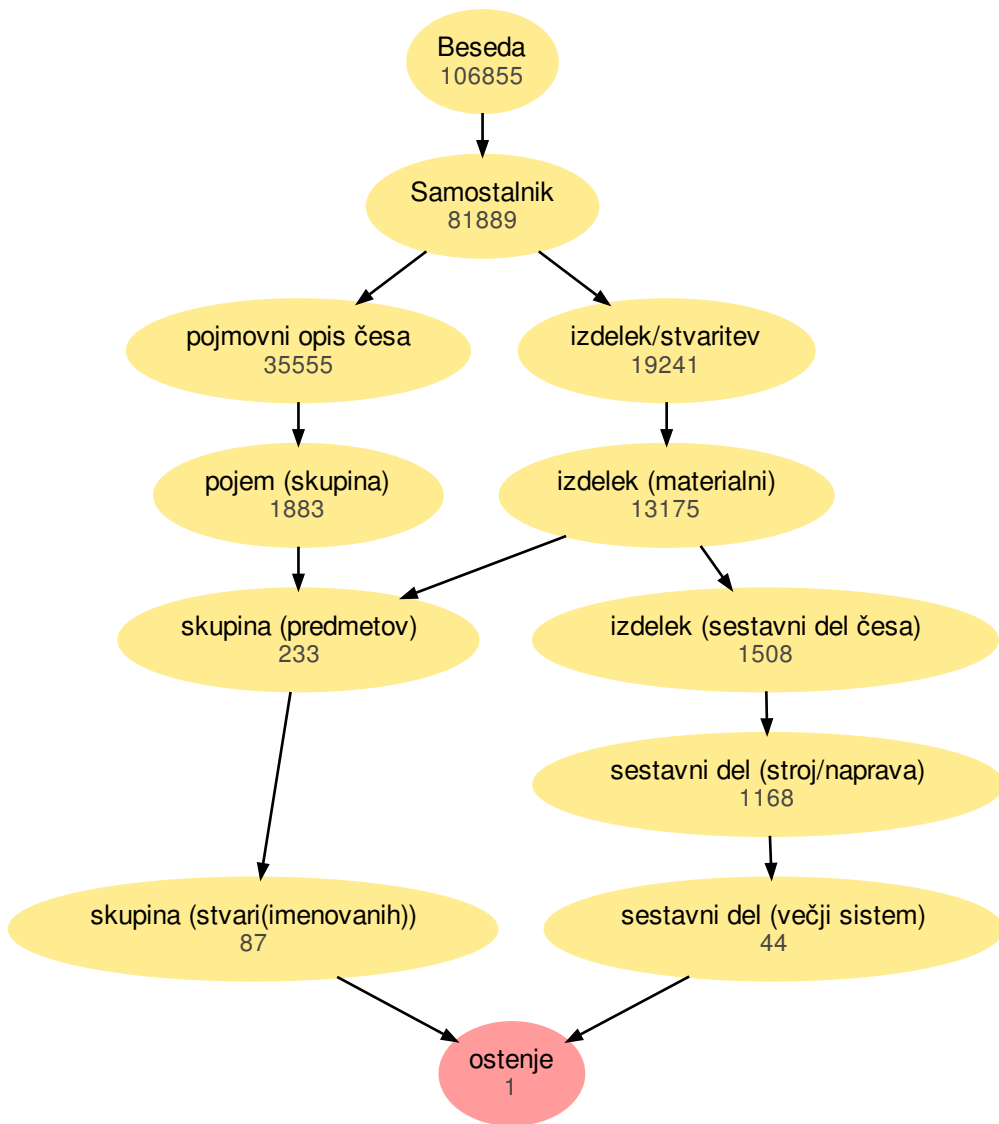 Beseda
106855
Samostalnik
81889
pojmovni opis česa
35555
izdelek/stvaritev
19241
pojem (skupina)
1883
izdelek (materialni)
13175
skupina (predmetov)
233
izdelek (sestavni del česa)
1508
sestavni del (stroj/naprava)
1168
skupina (stvari(imenovanih))
87
sestavni del (večji sistem)
44
ostenje
1